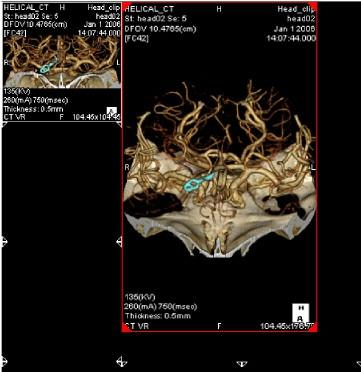 HELICAL_CT H Head_clip
St: head02 Se: 5 head02
DFOV 10.4765(cm) Jan 1 2006
[FC42] 14:07:44.000
R L
135(KV)
260(mA) 750(msec)
Thickness: 0.5mm
A
CT VR F
HELICAL_CT H Head_clip
St: head02 Se: 5 head02
DFOV 10.4765(cm) Jan 1 2006
[FC42] 14:07:44.000
R L
135(KV)
260(mA) 750(msec)
Thickness: 0.5mm
H
A
CT VR F